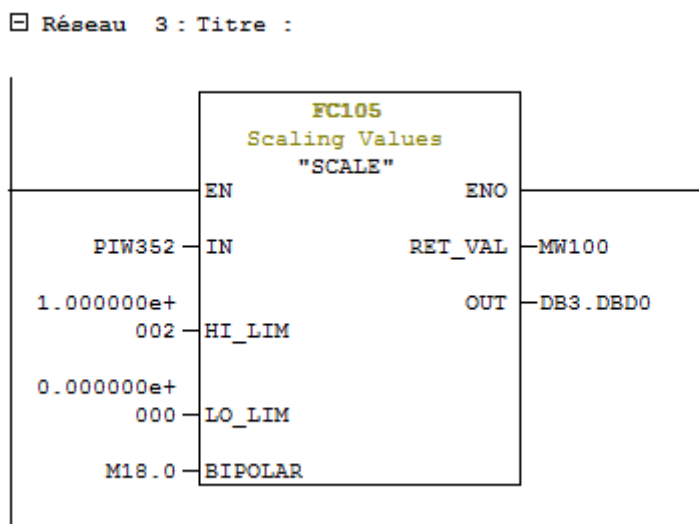 Réseau 3 : Titre :
FC105
Scaling Values
"SCALE"
EN ENO
PIW352 IN RET_VAL MW100
1.000000e+ OUT DB3.DBD0
002 HI_LIM
0.000000e+
000 LO_LIM
M18.0 BIPOLAR